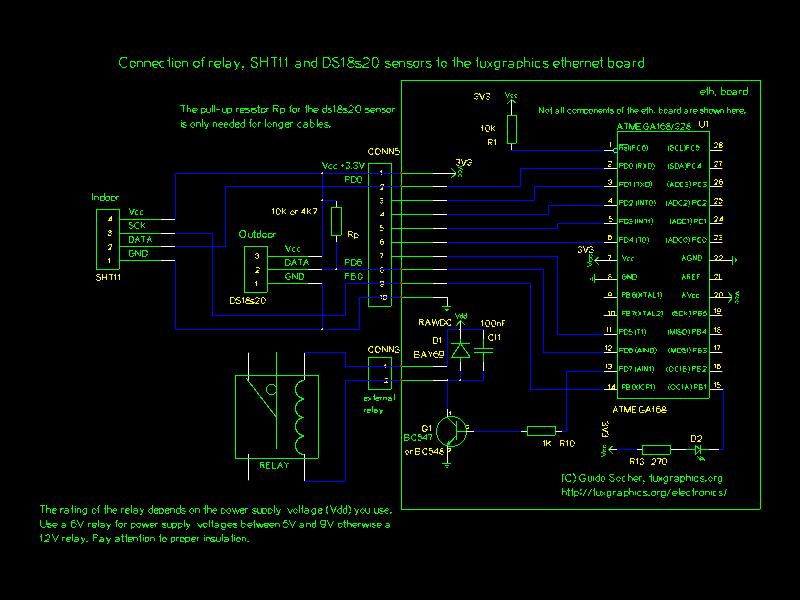 Connection of relay, SHT11 and DS18s20 sensors to the tuxgraphics ethernet board
eth. board
Not all components of the eth. board are shown here.
The pull-up resistor Rp for the ds18s20 sensor
is only needed for longer cables.
3V3
Vcc
10K
R1
ATMEGA168/328 U1
CONN5
Vcc +3.3V
PD0
3V3
1
2
3
4
5
6
7
8
9
10
Indoor
4 Vcc
3 SCK
2 DATA
1 GND
SHT11
10K or 4K7
Rp
Outdoor
3 Vcc
2 DATA
1 GND
DS18s20
PD6
PB0
1 PD0(RXD) (SCL)PC5 28
2 (SDA)PC4 27
3 PD1(TXD) (ADC3)PC3 26
4 PD2(INT0) (ADC2)PC2 25
5 PD3(INT1) (ADC1)PC1 24
6 PD4(T0) (ADC0)PC0 23
3V3
Vcc
7 Vcc AGND 22
8 GND AREF 21
9 PB6(XTAL1) AVcc 20
10 PB7(XTAL2) (SCK)PB5 19
11 PD5(T1) (MISO)PB4 18
12 PD6(AIN0) (MOSI)PB3 17
13 PD7(AIN1) (OC1B)PB2 16
14 PB0(ICP1) (OC1A)PB1 15
ATMEGA168
RAWDC
Vdd
100nF
C11
D1
BAY69
CONN3
1
2
external
relay
RELAY
Q1
BC547
or BC548
1K R10
3V3
Vcc
R13 270
D2
(C) Guido Socher, tuxgraphics.org
http://tuxgraphics.org/electronics/
The rating of the relay depends on the power supply voltage (Vdd) you use.
Use a 6V relay for power supply voltages between 5V and 9V otherwise a
12V relay. Pay attention to proper insulation.